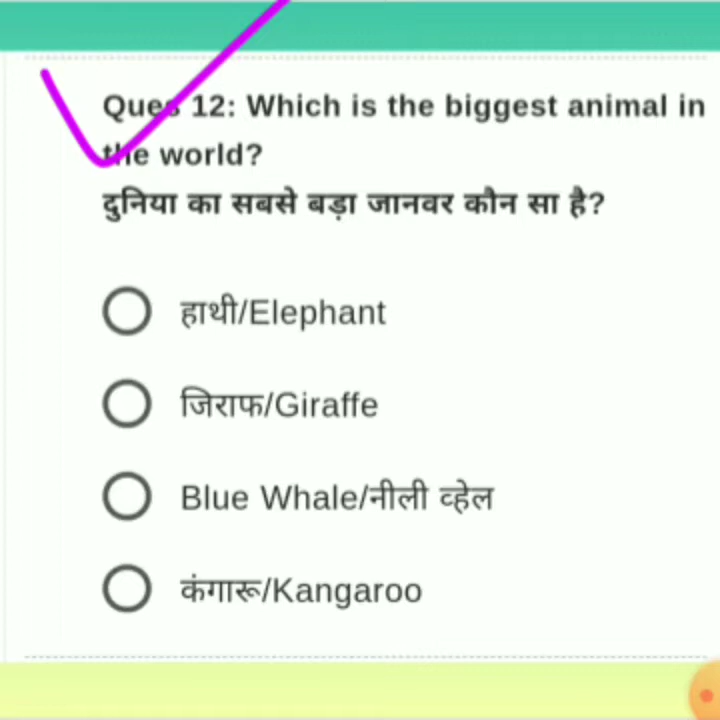 Ques 12: Which is the biggest animal in
the world?
दुनिया का सबसे बड़ा जानवर कौन सा है?
हाथी/Elephant
जिराफ/Giraffe
Blue Whale/नीली व्हेल
कंगारू/Kangaroo